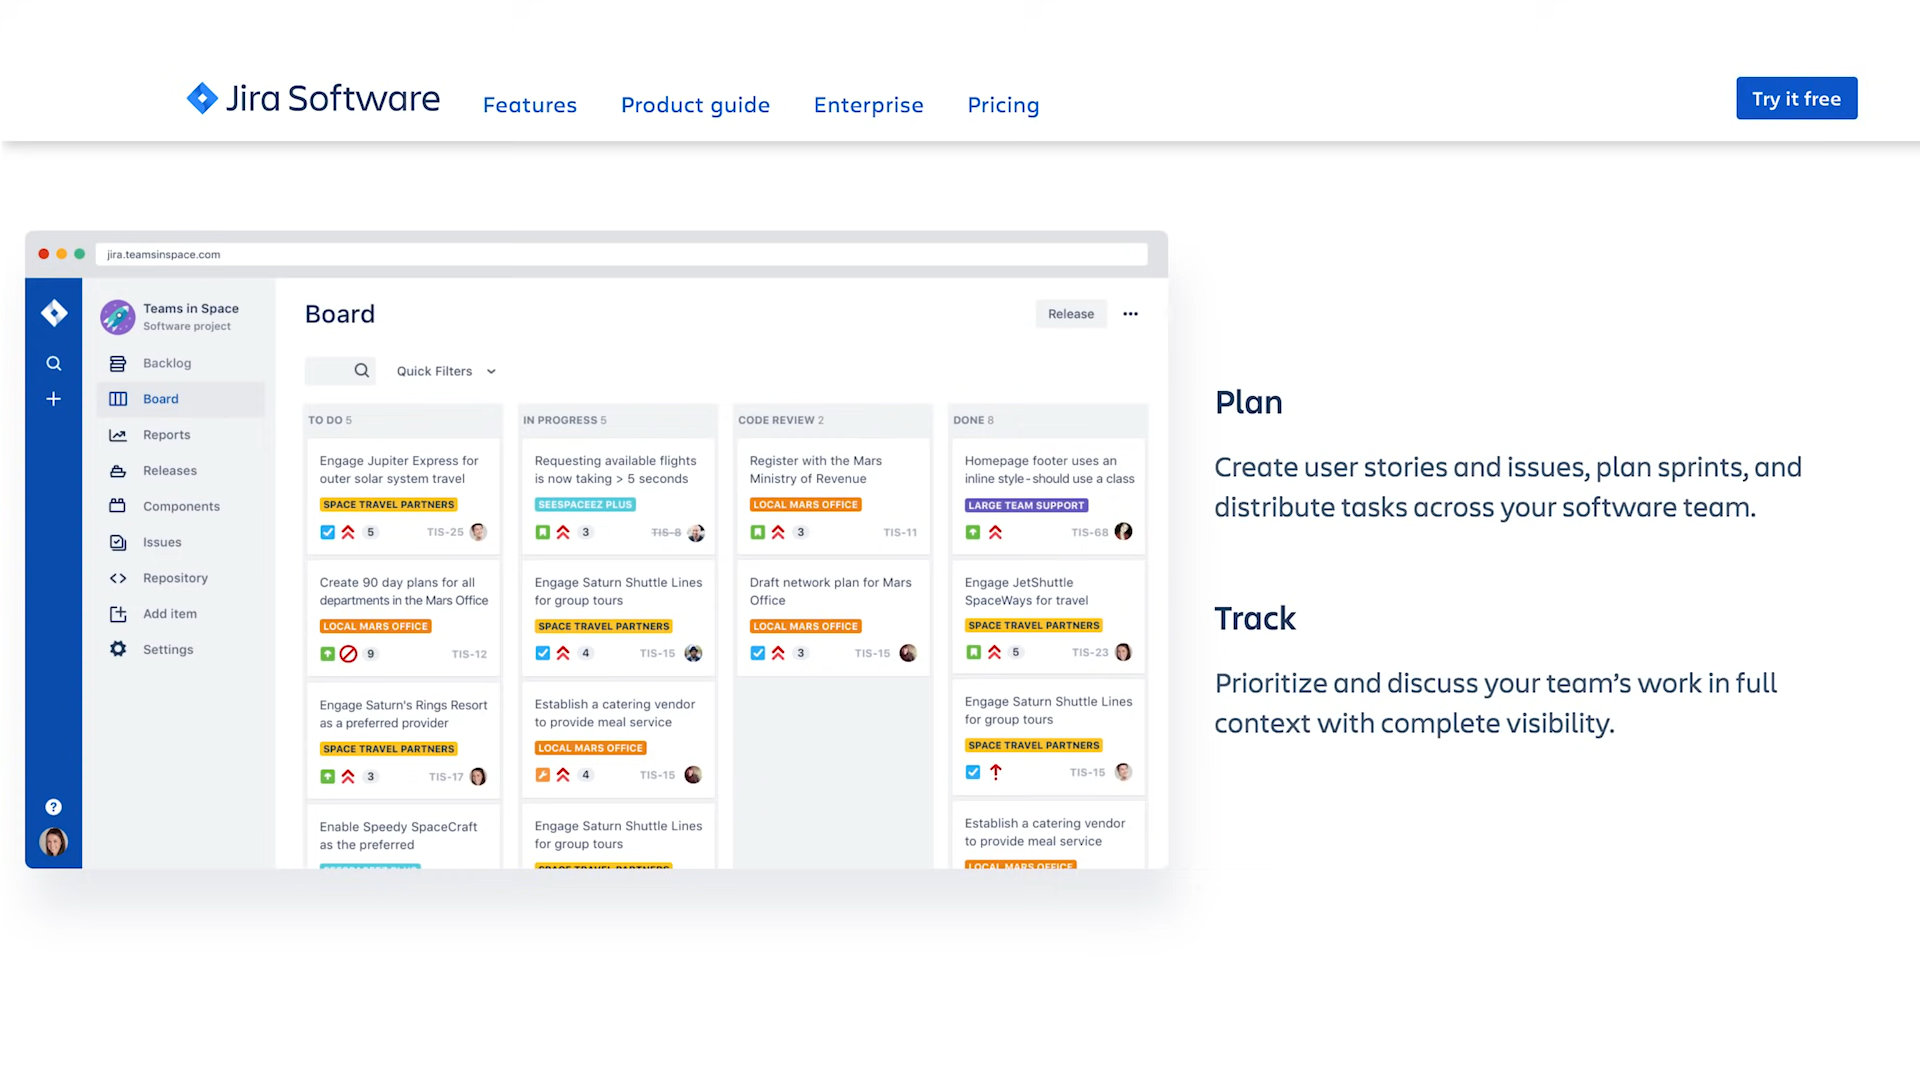 Jira Software
Features
Product guide
Enterprise
Pricing
Try it free
jira.teamsinspace.com
Teams in Space
Software project
Backlog
Board
Reports
Releases
Components
Issues
Repository
Add item
Settings
?
Board
Release
Quick Filters
TO DO 5
Engage Jupiter Express for
outer solar system travel
SPACE TRAVEL PARTNERS
5 TIS-25
Create 90 day plans for all
departments in the Mars Office
LOCAL MARS OFFICE
9 TIS-12
Engage Saturn's Rings Resort
as a preferred provider
SPACE TRAVEL PARTNERS
3 TIS-17
Enable Speedy SpaceCraft
as the preferred
IN PROGRESS 5
Requesting available flights
is now taking > 5 seconds
SEESPACEEZ PLUS
3 TIS-8
Engage Saturn Shuttle Lines
for group tours
SPACE TRAVEL PARTNERS
4 TIS-15
Establish a catering vendor
to provide meal service
LOCAL MARS OFFICE
4 TIS-15
Engage Saturn Shuttle Lines
for group tours
SPACE TRAVEL PARTNERS
CODE REVIEW 2
Register with the Mars
Ministry of Revenue
LOCAL MARS OFFICE
3 TIS-11
Draft network plan for Mars
Office
LOCAL MARS OFFICE
3 TIS-15
DONE 8
Homepage footer uses an
inline style - should use a class
LARGE TEAM SUPPORT
TIS-68
Engage JetShuttle
SpaceWays for travel
SPACE TRAVEL PARTNERS
5 TIS-23
Engage Saturn Shuttle Lines
for group tours
SPACE TRAVEL PARTNERS
TIS-15
Establish a catering vendor
to provide meal service
LOCAL MARS OFFICE
Plan
Create user stories and issues, plan sprints, and
distribute tasks across your software team.
Track
Prioritize and discuss your team’s work in full
context with complete visibility.